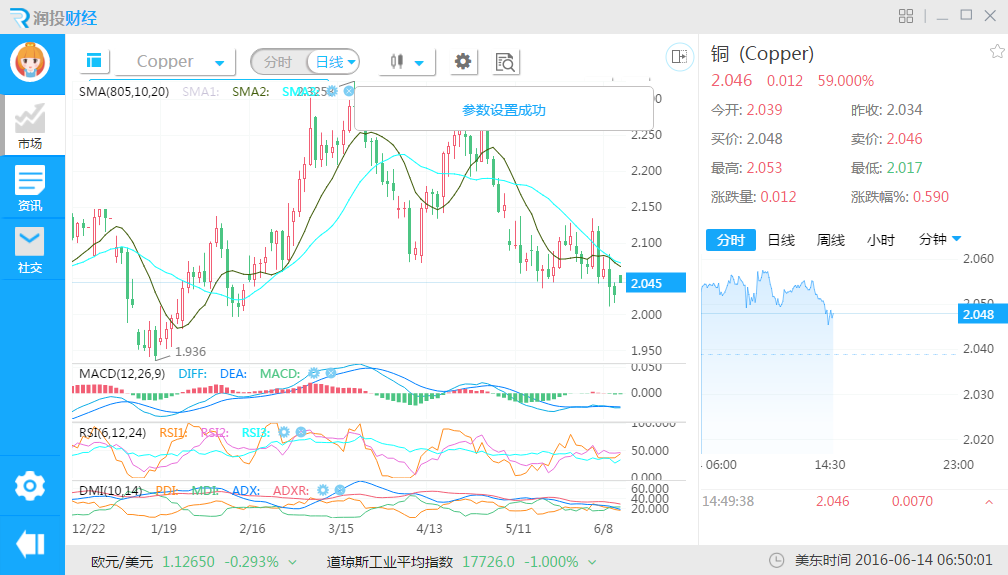 润投财经
市场
资讯
社交
Copper
分时
日线
SMA(805,10,20) SMA1: SMA2:
参数设置成功
2.250
2.200
2.150
2.100
2.045
2.000
1.950
1.936
MACD(12,26,9) DIFF: DEA: MACD:
0.050
0.000
RSI(6,12,24) RSI1: RSI2: RSI3:
100.000
50.000
0.000
DMI(10,14) PDI: MDI: ADX: ADXR:
60.000
40.000
20.000
12/22 1/19 2/16 3/15 4/13 5/11 6/8
铜 (Copper)
2.046 0.012 59.000%
今开: 2.039 昨收: 2.034
买价: 2.048 卖价: 2.046
最高: 2.053 最低: 2.017
涨跌量: 0.012 涨跌幅%: 0.590
分时 日线 周线 小时 分钟
2.060
2.050
2.048
2.040
2.030
2.020
06:00 14:30 23:00
14:49:38 2.046 0.0070
欧元/美元 1.12650 -0.293% 道琼斯工业平均指数 17726.0 -1.000% 美东时间 2016-06-14 06:50:01